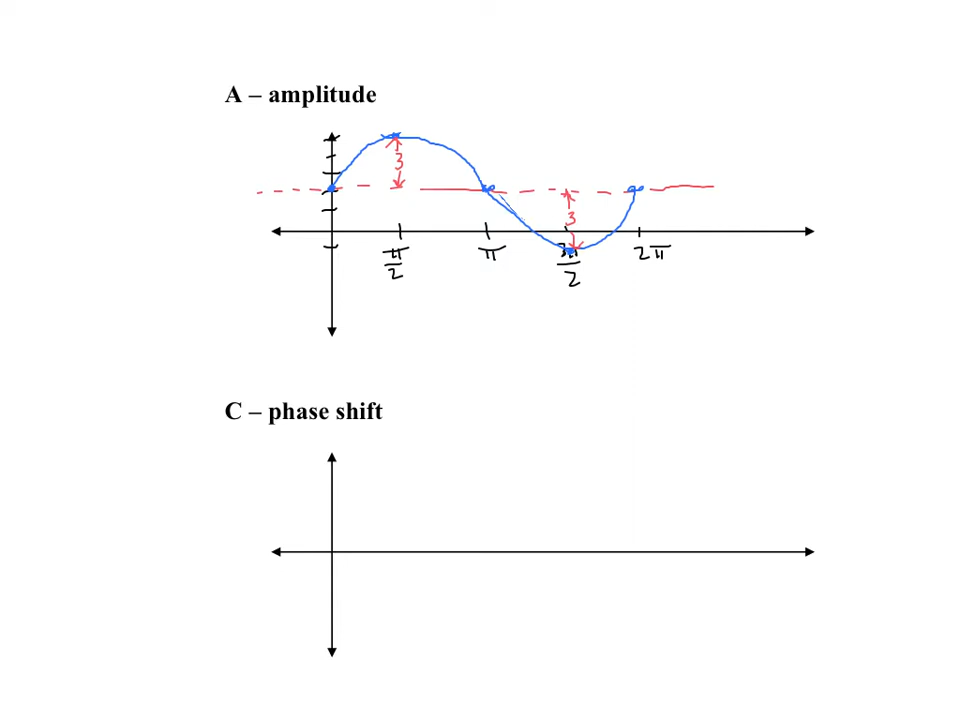 A – amplitude
3
3
π/2 π 3π/2 2π
C – phase shift